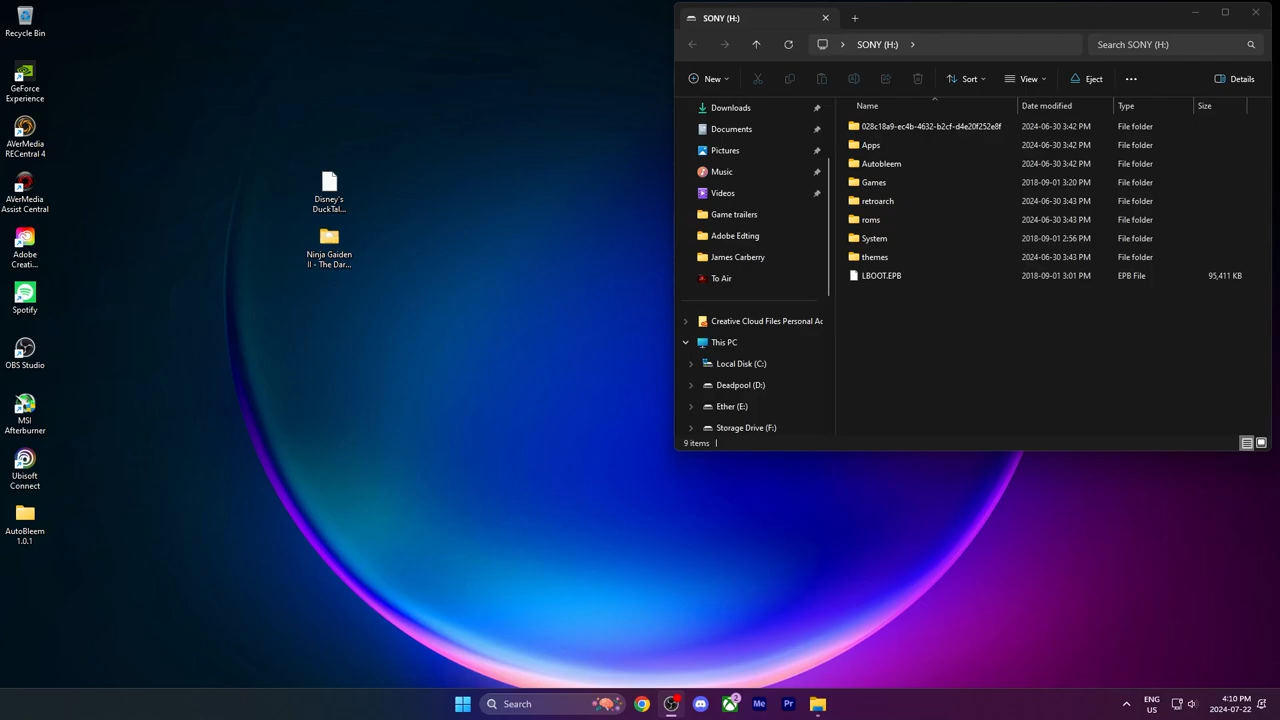 Recycle Bin
GeForce
Experience
AVerMedia
RECentral 4
AVerMedia
Assist Central
Adobe
Creati...
Spotify
OBS Studio
MSI
Afterburner
Ubisoft
Connect
AutoBleem
1.0.1
Disney's
DuckTal...
Ninja Gaiden
II - The Dar...
SONY (H:)
SONY (H:)
Search SONY (H:)
New
Sort
View
Eject
Details
Downloads
Documents
Pictures
Music
Videos
Game trailers
Adobe Edting
James Carberry
To Air
Creative Cloud Files Personal Ac
This PC
Local Disk (C:)
Deadpool (D:)
Ether (E:)
Storage Drive (F:)
Name Date modified Type Size
028c18a9-ec4b-4632-b2cf-d4e20f252e8f 2024-06-30 3:42 PM File folder
Apps 2024-06-30 3:42 PM File folder
Autobleem 2024-06-30 3:42 PM File folder
Games 2018-09-01 3:20 PM File folder
retroarch 2024-06-30 3:43 PM File folder
roms 2024-06-30 3:43 PM File folder
System 2018-09-01 2:56 PM File folder
themes 2024-06-30 3:43 PM File folder
LBOOT.EPB 2018-09-01 3:01 PM EPB File 95,411 KB
9 items
Search
2
Me
Pr
ENG
US
4:10 PM
2024-07-22